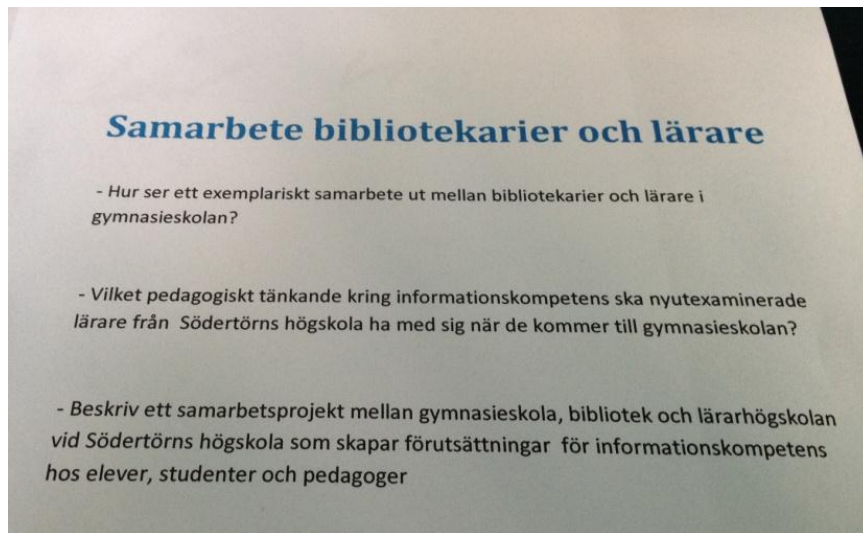 Samarbete bibliotekarier och lärare
- Hur ser ett exemplariskt samarbete ut mellan bibliotekarier och lärare i
gymnasieskolan?
- Vilket pedagogiskt tänkande kring informationskompetens ska nyutexaminerade
lärare från Södertörns högskola ha med sig när de kommer till gymnasieskolan?
- Beskriv ett samarbetsprojekt mellan gymnasieskola, bibliotek och lärarhögskolan
vid Södertörns högskola som skapar förutsättningar för informationskompetens
hos elever, studenter och pedagoger